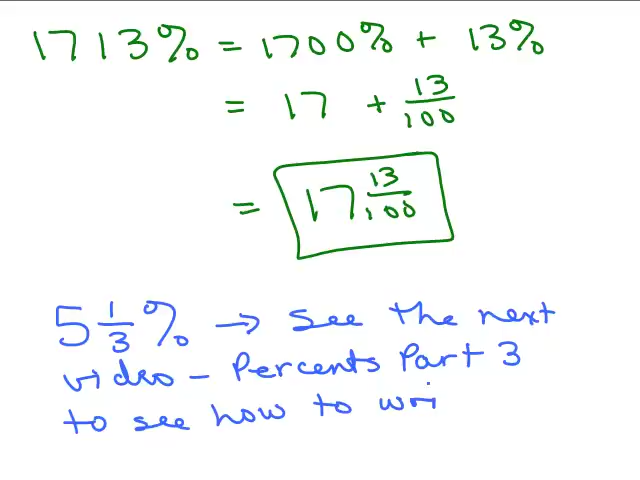 1713% = 1700% + 13%
= 17 + 13/100
= 17 13/100
5 1/3 % → see the next
video - Percents Part 3
to see how to wri